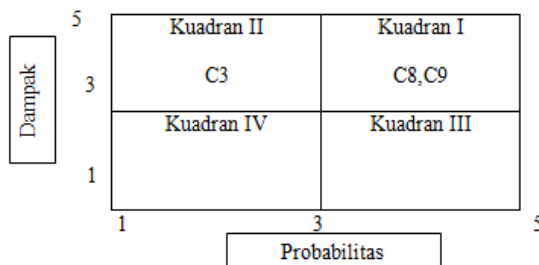 5
Kuadran II
Kuadran I
Dampak
3
C3
C8,C9
Kuadran IV
Kuadran III
1
1
3
5
Probabilitas